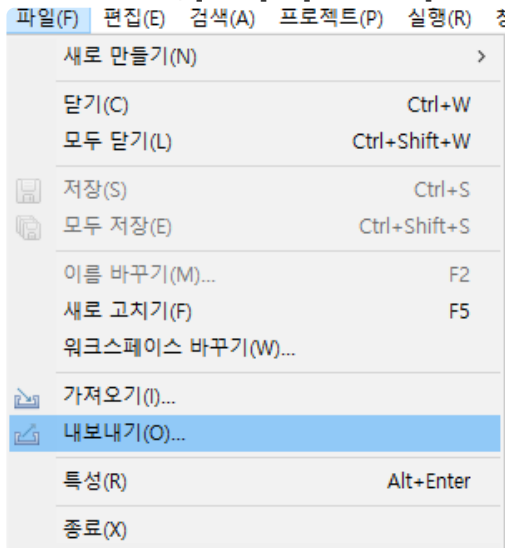 파일(F) 편집(E) 검색(A) 프로젝트(P) 실행(R)
새로 만들기(N) >
닫기(C) Ctrl+W
모두 닫기(L) Ctrl+Shift+W
저장(S) Ctrl+S
모두 저장(E) Ctrl+Shift+S
이름 바꾸기(M)... F2
새로 고치기(F) F5
워크스페이스 바꾸기(W)...
가져오기(I)...
내보내기(O)...
특성(R) Alt+Enter
종료(X)